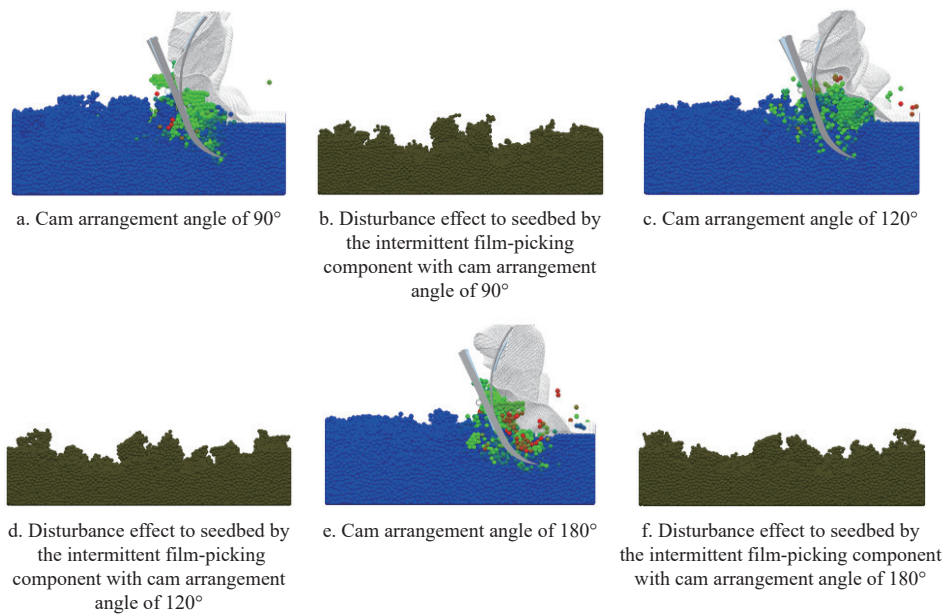 a. Cam arrangement angle of 90°
b. Disturbance effect to seedbed by
the intermittent film-picking
component with cam arrangement
angle of 90°
c. Cam arrangement angle of 120°
d. Disturbance effect to seedbed by
the intermittent film-picking
component with cam arrangement
angle of 120°
e. Cam arrangement angle of 180°
f. Disturbance effect to seedbed by
the intermittent film-picking component
with cam arrangement angle of 180°